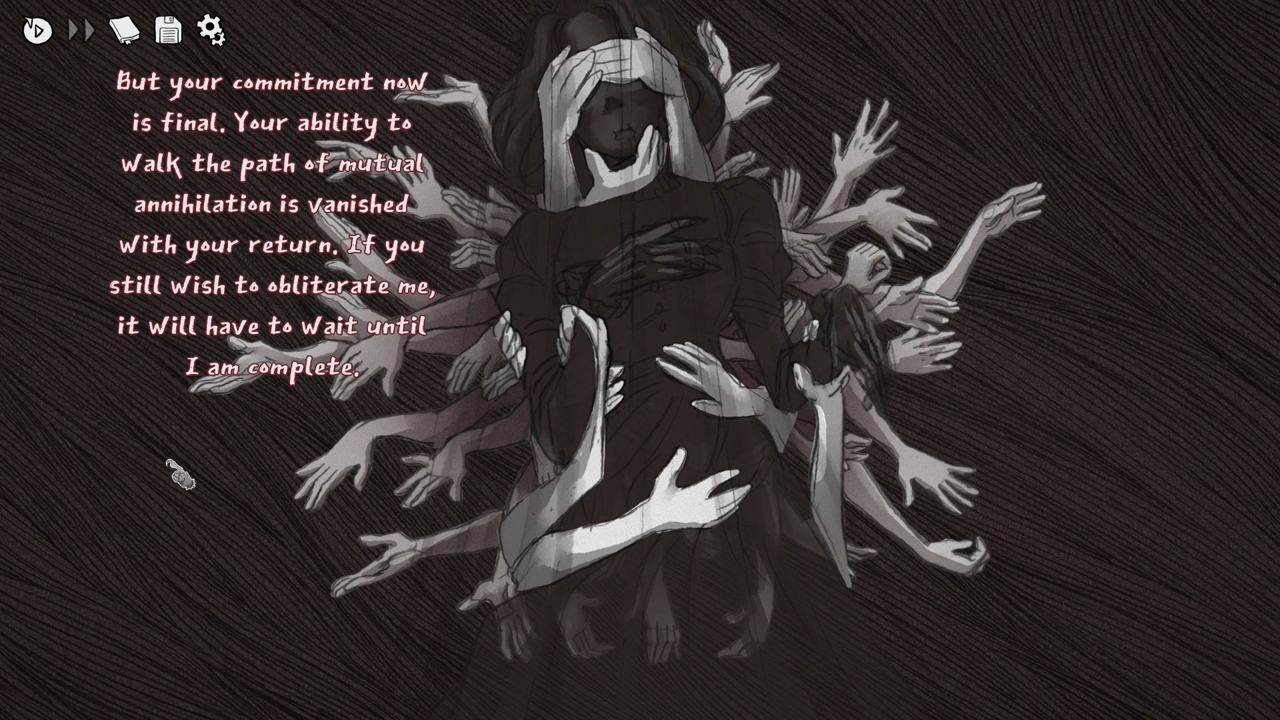 But your commitment now
is final. Your ability to
walk the path of mutual
annihilation is vanished
with your return. If you
still wish to obliterate me,
it will have to wait until
I am complete.